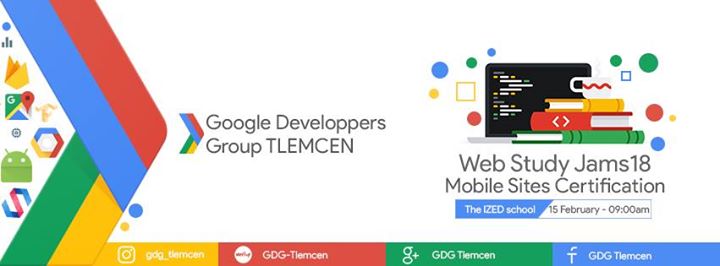 Google Developpers
Group TLEMCEN
Web Study Jams18
Mobile Sites Certification
The IZED school 15 February - 09:00am
gdg_tlemcen
Meetup GDG-Tlemcen
g+ GDG Tlemcen
f GDG Tlemcen